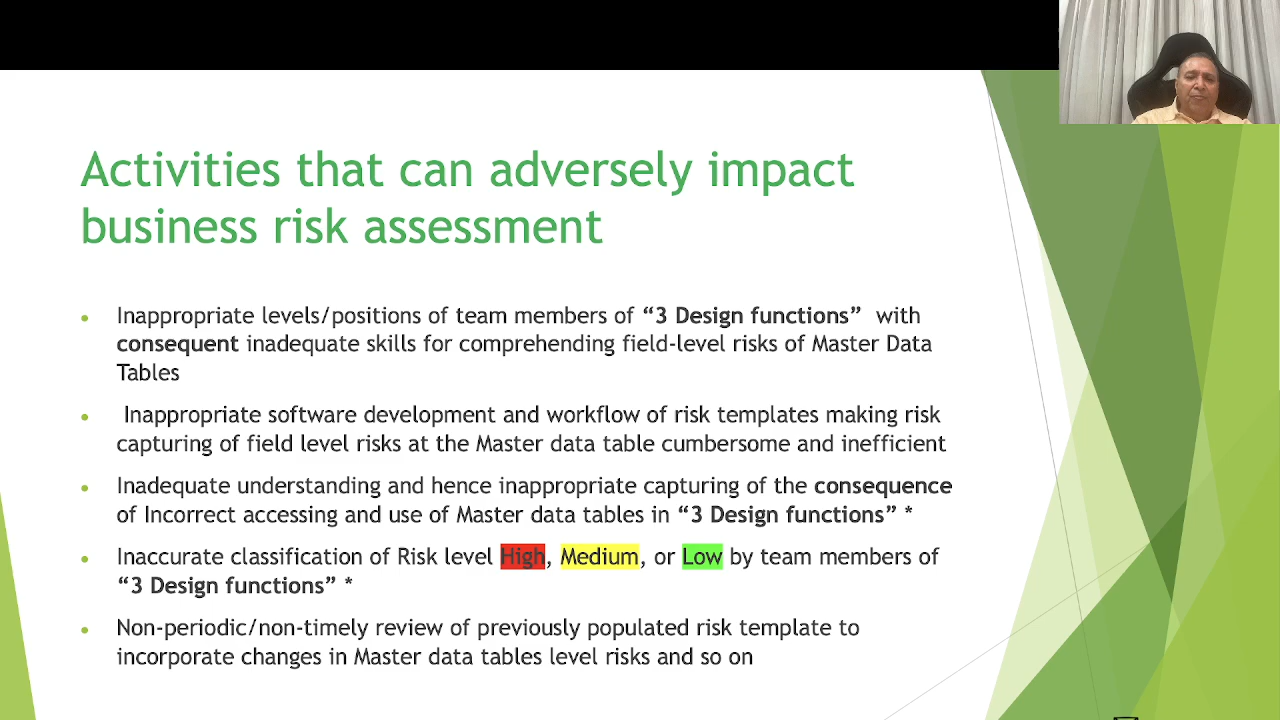 Activities that can adversely impact
business risk assessment
• Inappropriate levels/positions of team members of “3 Design functions” with
consequent inadequate skills for comprehending field-level risks of Master Data
Tables
• Inappropriate software development and workflow of risk templates making risk
capturing of field level risks at the Master data table cumbersome and inefficient
• Inadequate understanding and hence inappropriate capturing of the consequence
of Incorrect accessing and use of Master data tables in “3 Design functions” *
• Inaccurate classification of Risk level High, Medium, or Low by team members of
“3 Design functions” *
• Non-periodic/non-timely review of previously populated risk template to
incorporate changes in Master data tables level risks and so on